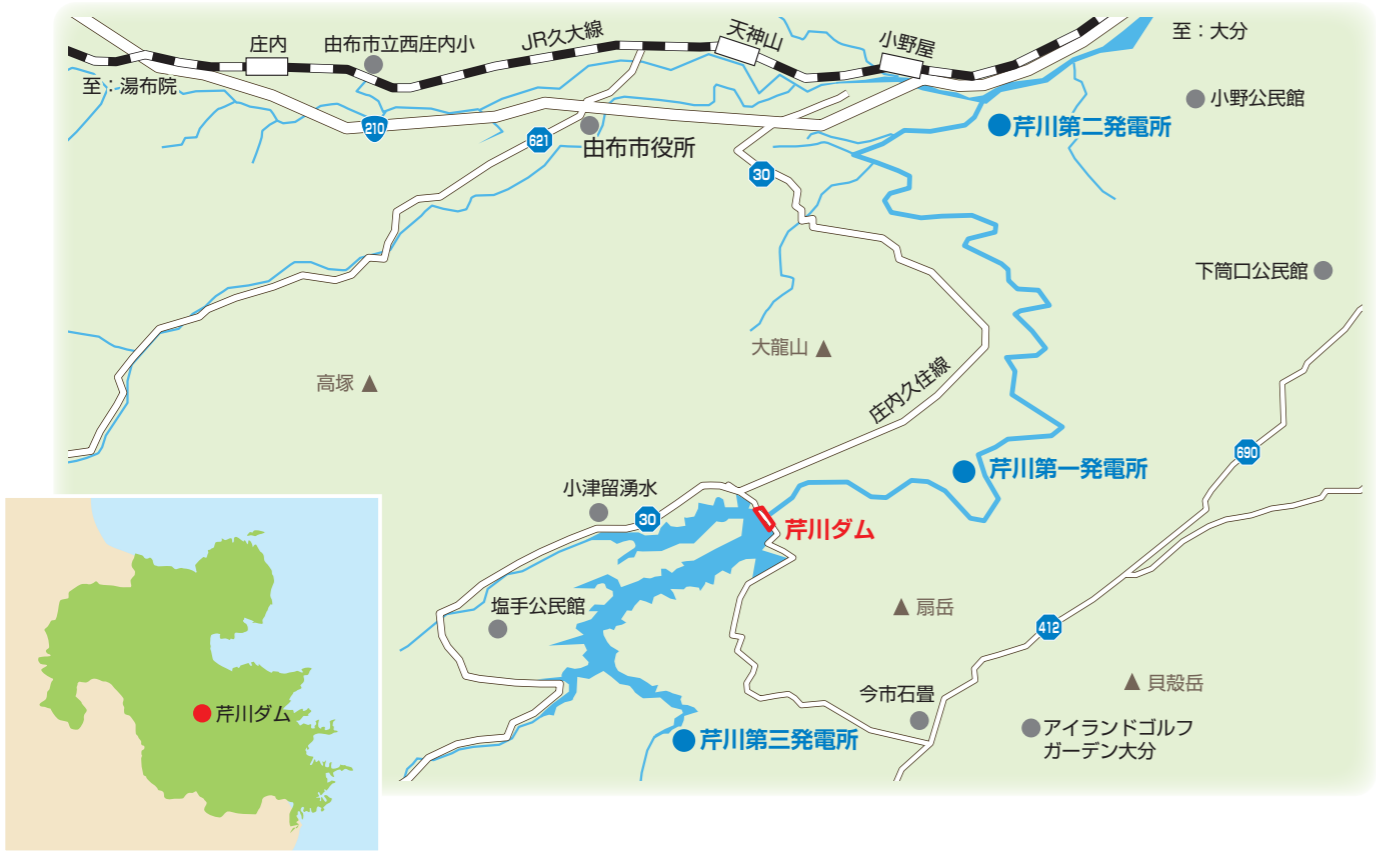 庄内
由布市立西庄内小
JR久大線
天神山
小野屋
至：大分
至：湯布院
小野公民館
210
621
由布市役所
芹川第二発電所
30
下筒口公民館
大龍山
高塚
庄内久住線
690
芹川第一発電所
小津留湧水
30
芹川ダム
塩手公民館
扇岳
412
貝殻岳
今市石畳
芹川ダム
芹川第三発電所
アイランドゴルフ
ガーデン大分